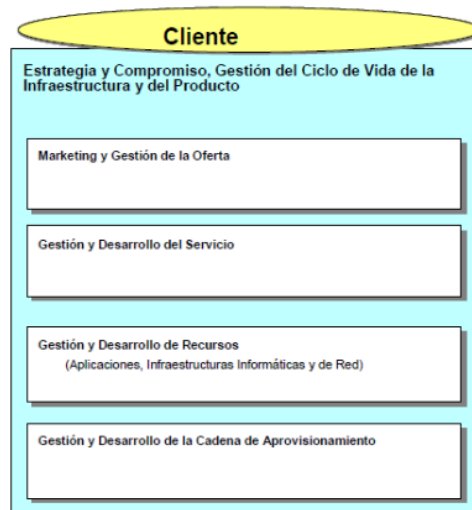 Cliente
Estrategia y Compromiso, Gestión del Ciclo de Vida de la
Infraestructura y del Producto
Marketing y Gestión de la Oferta
Gestión y Desarrollo del Servicio
Gestión y Desarrollo de Recursos
(Aplicaciones, Infraestructuras Informáticas y de Red)
Gestión y Desarrollo de la Cadena de Aprovisionamiento